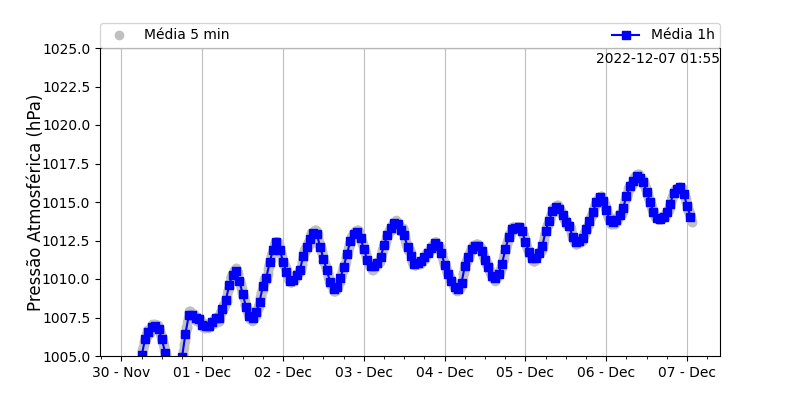 Média 5 min
Média 1h
2022-12-07 01:55
Pressão Atmosférica (hPa)
1025.0
1022.5
1020.0
1017.5
1015.0
1012.5
1010.0
1007.5
1005.0
30 - Nov
01 - Dec
02 - Dec
03 - Dec
04 - Dec
05 - Dec
06 - Dec
07 - Dec